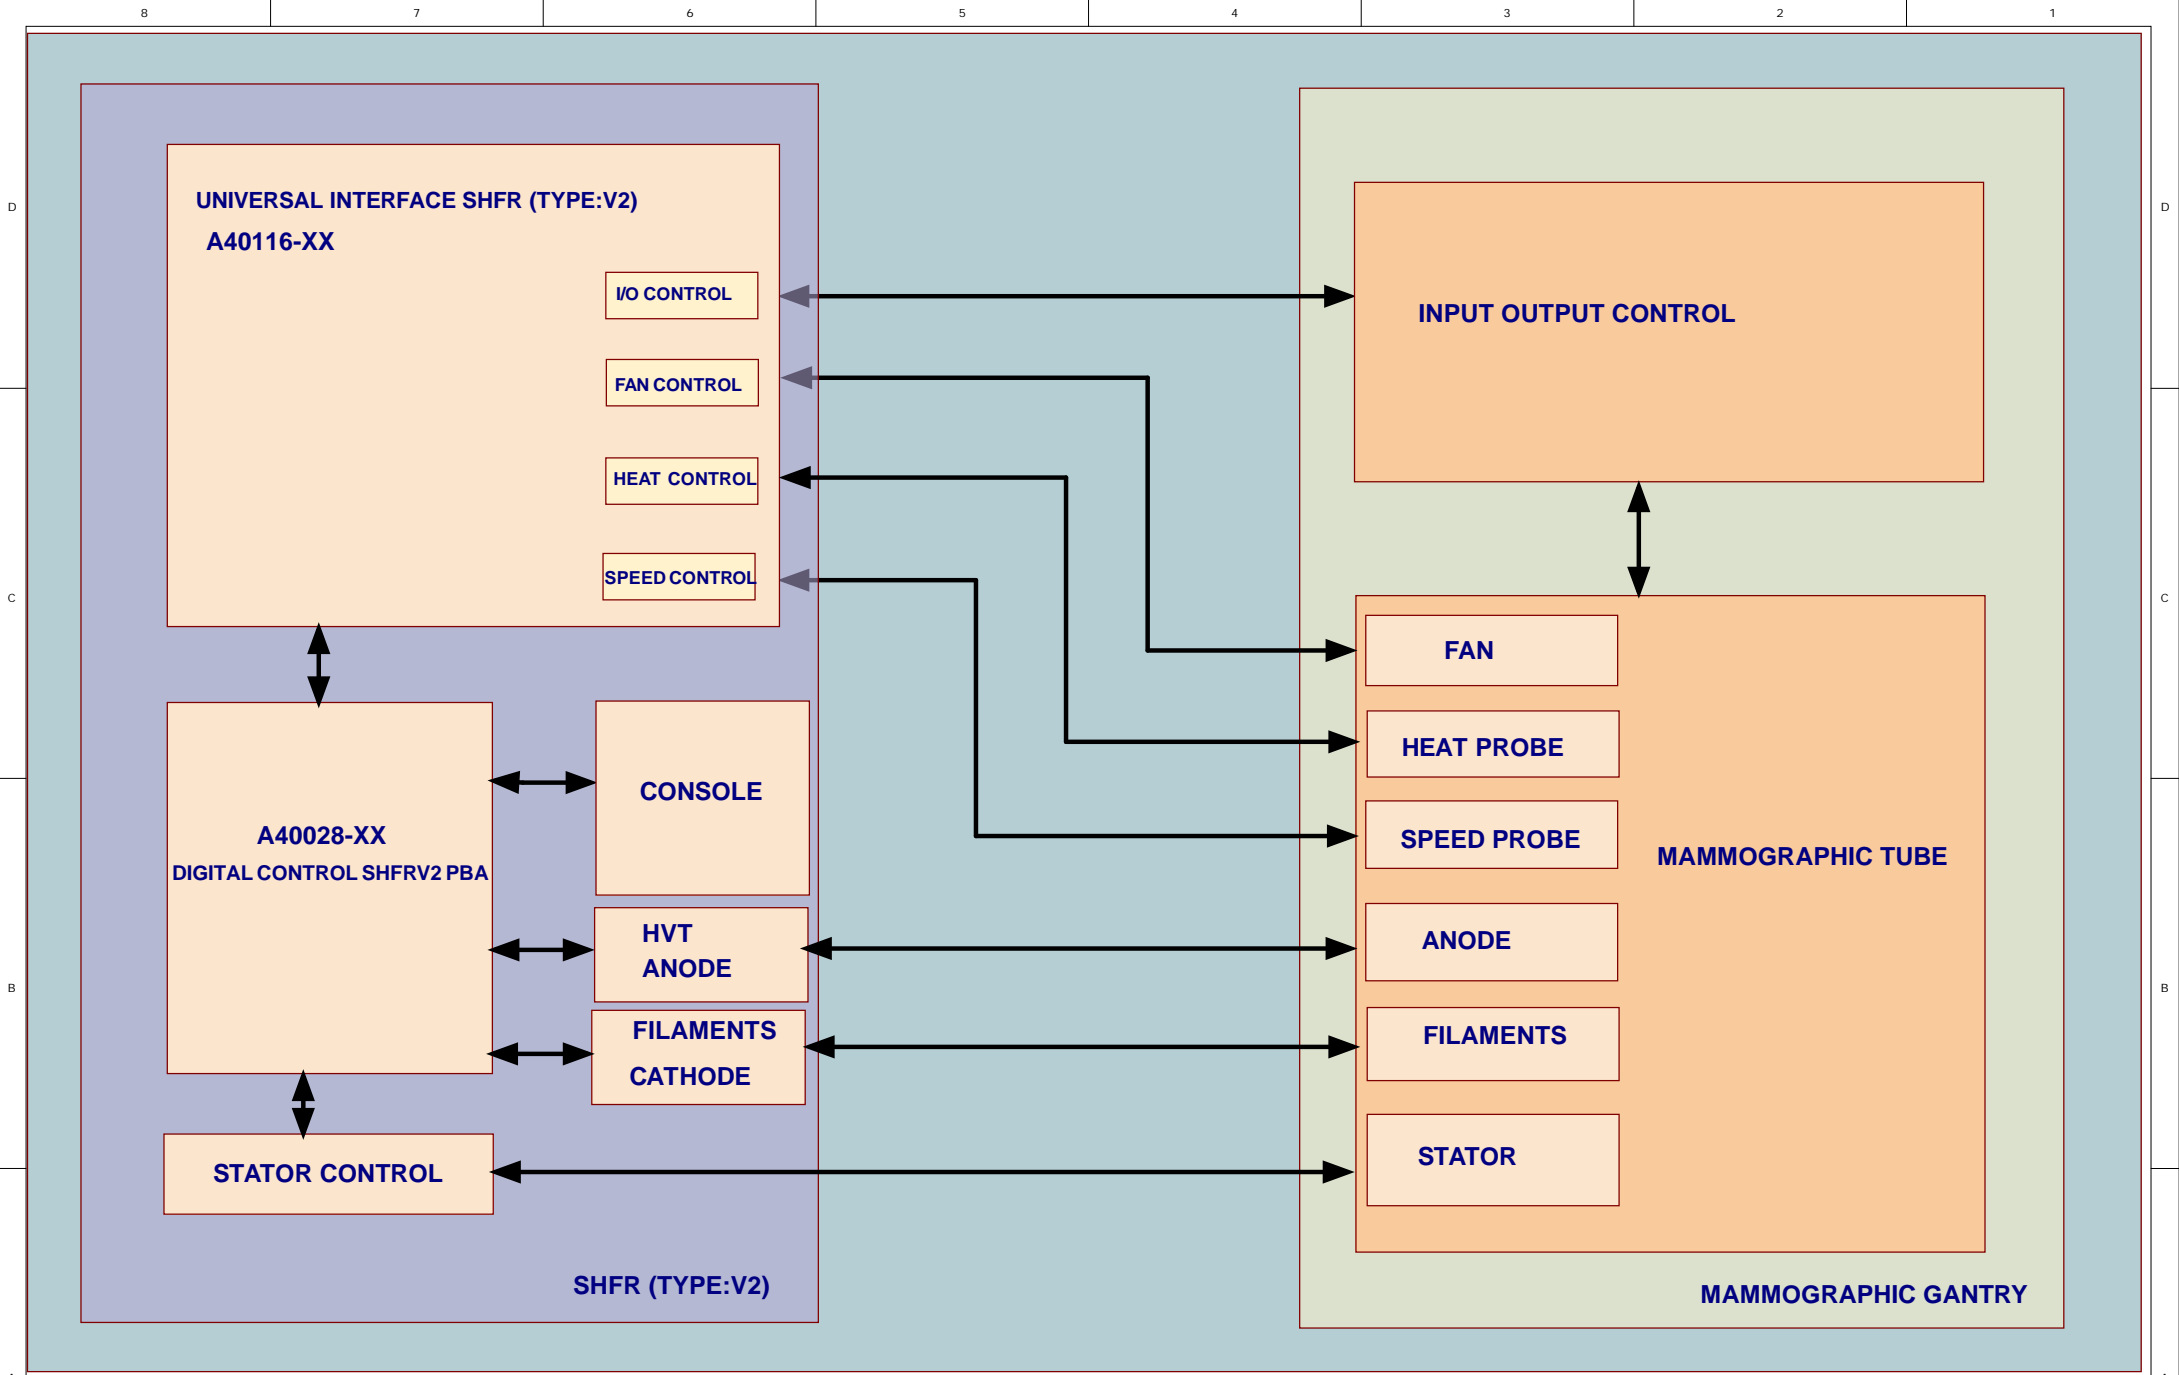 8 7 6 5 4 3 2 1
UNIVERSAL INTERFACE SHFR (TYPE:V2)
A40116-XX
I/O CONTROL
FAN CONTROL
HEAT CONTROL
SPEED CONTROL
A40028-XX
DIGITAL CONTROL SHFRV2 PBA
CONSOLE
HVT
ANODE
FILAMENTS
CATHODE
STATOR CONTROL
SHFR (TYPE:V2)
INPUT OUTPUT CONTROL
FAN
HEAT PROBE
SPEED PROBE
MAMMOGRAPHIC TUBE
ANODE
FILAMENTS
STATOR
MAMMOGRAPHIC GANTRY
D
C
B
D
C
B